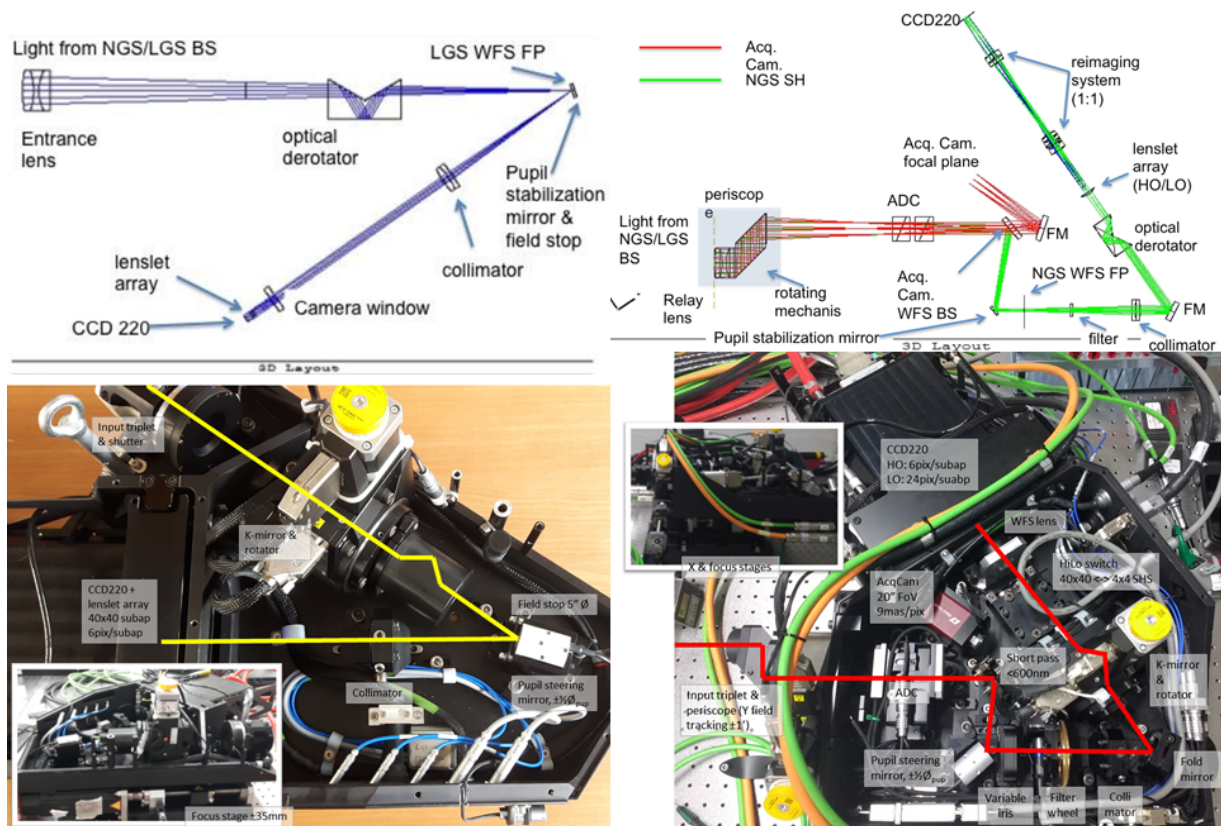 Light from NGS/LGS BS
LGS WFS FP
Entrance
lens
optical
derotator
Pupil
stabilization
mirror &
field stop
lenslet
array
collimator
Camera window
CCD 220
3D Layout
CCD220
Acq.
Cam.
NGS SH
reimaging
system
(1:1)
Acq. Cam.
focal plane
lenslet
array
(HO/LO)
periscop
e
ADC
Light from
NGS/LGS
BS
FM
optical
derotator
NGS WFS FP
Relay
lens
rotating
mechanis
Acq.
Cam.
WFS BS
FM
Pupil stabilization mirror
filter
collimator
3D Layout
Input triplet
& shutter
K-mirror &
rotator
CCD220 +
lenslet array
40x40 subap
6pix/subap
Field stop 5" Ø
Collimator
Pupil steering
mirror, ±½Øpup
Focus stage ±35mm
CCD220
HO: 6pix/subap
LO: 24pix/suabp
WFS lens
X & focus stages
HiLo switch
40x40 <-> 4x4 SHS
AcqCam
20" FoV
9mas/pix
Short pass
<600nm
K-mirror
&
rotator
Input triplet &
periscope (Y field
tracking ±1')
ADC
Pupil steering
mirror, ±½Øpup
Fold
mirror
Variable
iris
Filter
wheel
Colli
mator